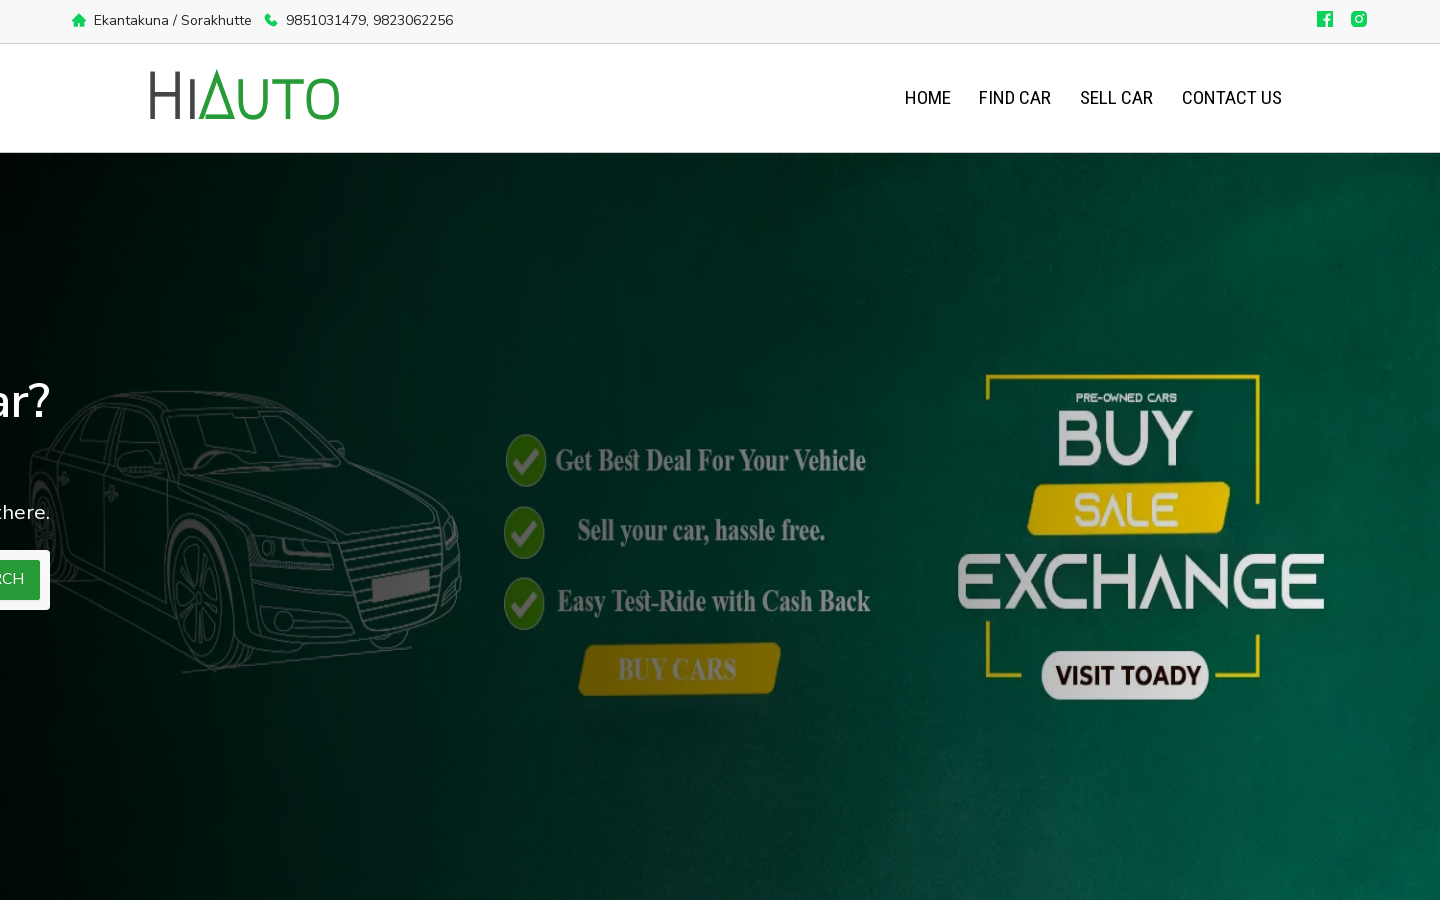 Ekantakuna / Sorakhutte 9851031479, 9823062256
HIAUTO
HOME FIND CAR SELL CAR CONTACT US
ar?
there.
RCH
Get Best Deal For Your Vehicle
Sell your car, hassle free.
Easy Test-Ride with Cash Back
BUY CARS
PRE-OWNED CARS
BUY
SALE
EXCHANGE
VISIT TOADY